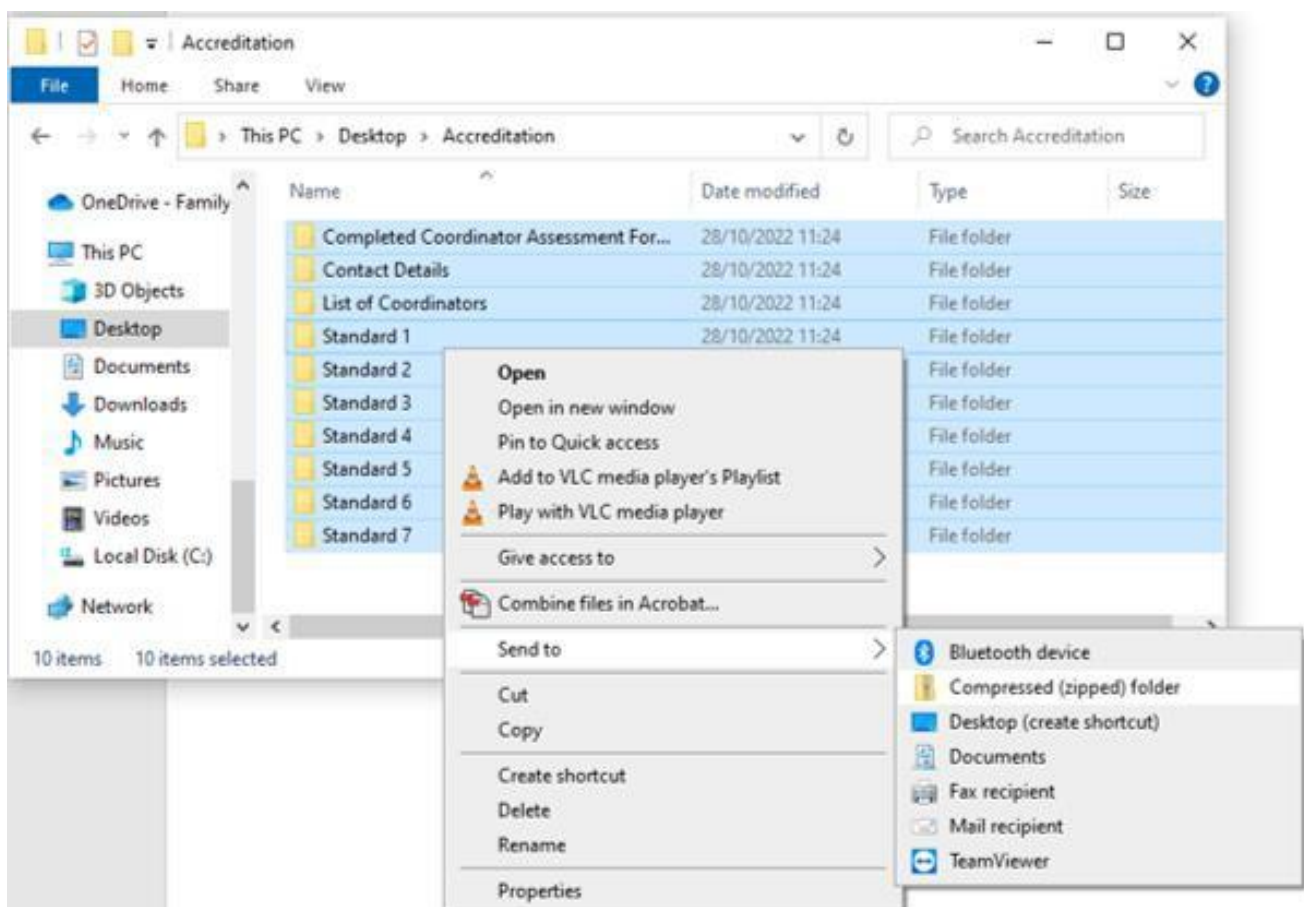 Accreditation
File Home Share View
This PC > Desktop > Accreditation
Search Accreditation
Name Date modified Type Size
OneDrive - Family
This PC
3D Objects
Desktop
Documents
Downloads
Music
Pictures
Videos
Local Disk (C:)
Network
Completed Coordinator Assessment For... 28/10/2022 11:24 File folder
Contact Details 28/10/2022 11:24 File folder
List of Coordinators 28/10/2022 11:24 File folder
Standard 1 28/10/2022 11:24 File folder
Standard 2 File folder
Standard 3 File folder
Standard 4 File folder
Standard 5 File folder
Standard 6 File folder
Standard 7 File folder
10 items 10 items selected
Open
Open in new window
Pin to Quick access
Add to VLC media player's Playlist
Play with VLC media player
Give access to
Combine files in Acrobat...
Send to
Cut
Copy
Create shortcut
Delete
Rename
Properties
Bluetooth device
Compressed (zipped) folder
Desktop (create shortcut)
Documents
Fax recipient
Mail recipient
TeamViewer